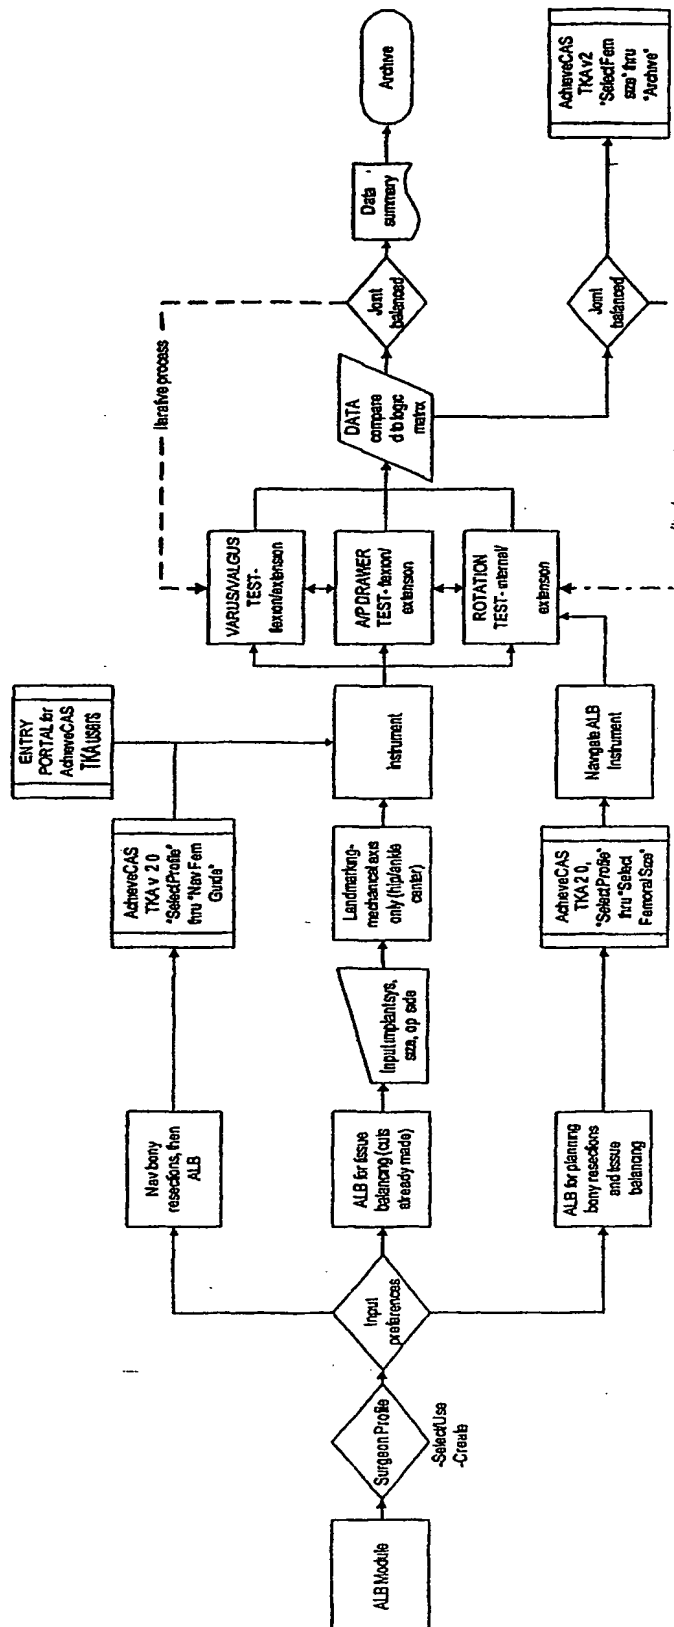 ALB Module
Surgeon Profile
-Select/Use
-Create
Input
preferences
Nav bony
resections, then
ALB
AchieveCAS
TKA v 2.0
"Select Profile"
thru "Nav Fem
Guide"
ENTRY
PORTAL for
AchieveCAS
TKA users
ALB for tissue
balancing (cuts
already made)
Input implant sys,
size, op side
Landmarking-
mechanical axis
only (hip/ankle
center)
Instrument
ALB for planning
bony resections
and tissue
balancing
AchieveCAS
TKA 2.0,
"Select Profile"
thru "Select
Femoral Size"
Navigate ALB
Instrument
VARUS/VALGUS
TEST-
flexion/extension
A/P DRAWER
TEST- flexion/
extension
ROTATION
TEST- internal/
extension
Iterative process
DATA
compare
d to logic
matrix
Joint
balanced
Data
summary
Archive
Joint
balanced
AchieveCAS
TKA v2
"Select Fem
size" thru
"Archive"